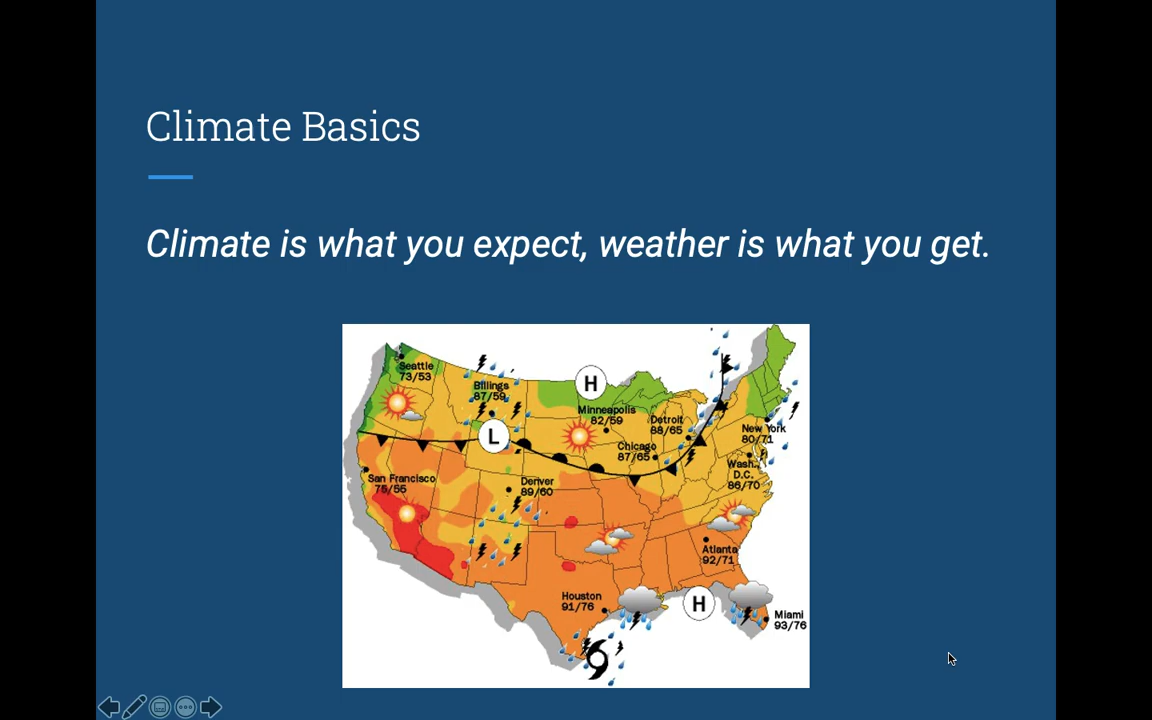 Climate Basics
Climate is what you expect, weather is what you get.
Seattle
73/53
Billings
87/59
H
Minneapolis
82/59
Detroit
88/65
New York
80/71
L
Chicago
87/65
Wash.,
D.C.
86/70
San Francisco
75/55
Denver
89/60
Atlanta
92/71
Houston
91/76
H
Miami
93/76